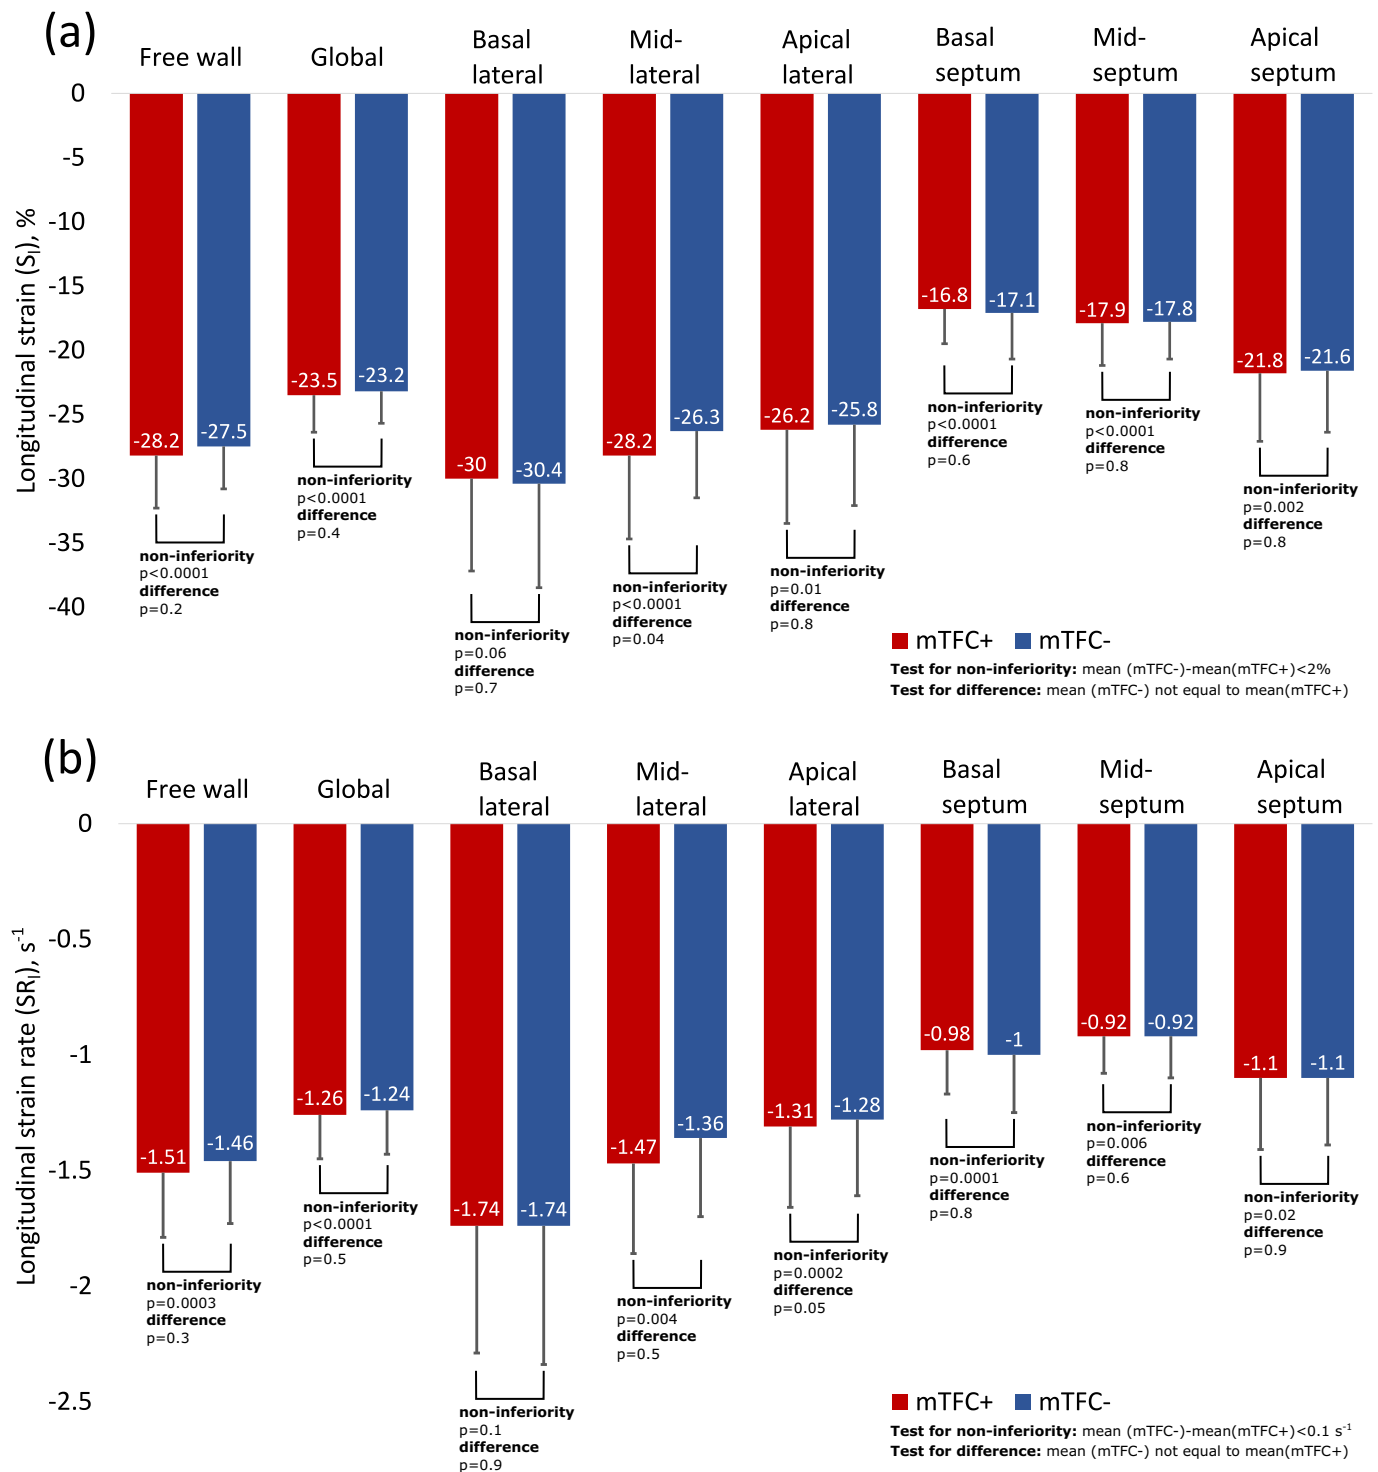 (a)
Free wall
Global
Basal
lateral
Mid-
lateral
Apical
lateral
Basal
septum
Mid-
septum
Apical
septum
Longitudinal strain (Sl), %
0
-5
-10
-15
-20
-25
-30
-35
-40
-28.2
-27.5
-23.5
-23.2
-30
-30.4
-28.2
-26.3
-26.2
-25.8
-16.8
-17.1
-17.9
-17.8
-21.8
-21.6
non-inferiority
p<0.0001
difference
p=0.2
non-inferiority
p<0.0001
difference
p=0.4
non-inferiority
p=0.06
difference
p=0.7
non-inferiority
p<0.0001
difference
p=0.04
non-inferiority
p=0.01
difference
p=0.8
non-inferiority
p<0.0001
difference
p=0.6
non-inferiority
p<0.0001
difference
p=0.8
non-inferiority
p=0.002
difference
p=0.8
mTFC+ mTFC-
Test for non-inferiority: mean (mTFC-)-mean(mTFC+)<2%
Test for difference: mean (mTFC-) not equal to mean(mTFC+)
(b)
Free wall
Global
Basal
lateral
Mid-
lateral
Apical
lateral
Basal
septum
Mid-
septum
Apical
septum
Longitudinal strain rate (SRl), s-1
0
-0.5
-1
-1.5
-2
-2.5
-1.51
-1.46
-1.26
-1.24
-1.74
-1.74
-1.47
-1.36
-1.31
-1.28
-0.98
-1
-0.92
-0.92
-1.1
-1.1
non-inferiority
p=0.0003
difference
p=0.3
non-inferiority
p<0.0001
difference
p=0.5
non-inferiority
p=0.1
difference
p=0.9
non-inferiority
p=0.004
difference
p=0.5
non-inferiority
p=0.0002
difference
p=0.05
non-inferiority
p=0.0001
difference
p=0.8
non-inferiority
p=0.006
difference
p=0.6
non-inferiority
p=0.02
difference
p=0.9
mTFC+ mTFC-
Test for non-inferiority: mean (mTFC-)-mean(mTFC+)<0.1 s-1
Test for difference: mean (mTFC-) not equal to mean(mTFC+)